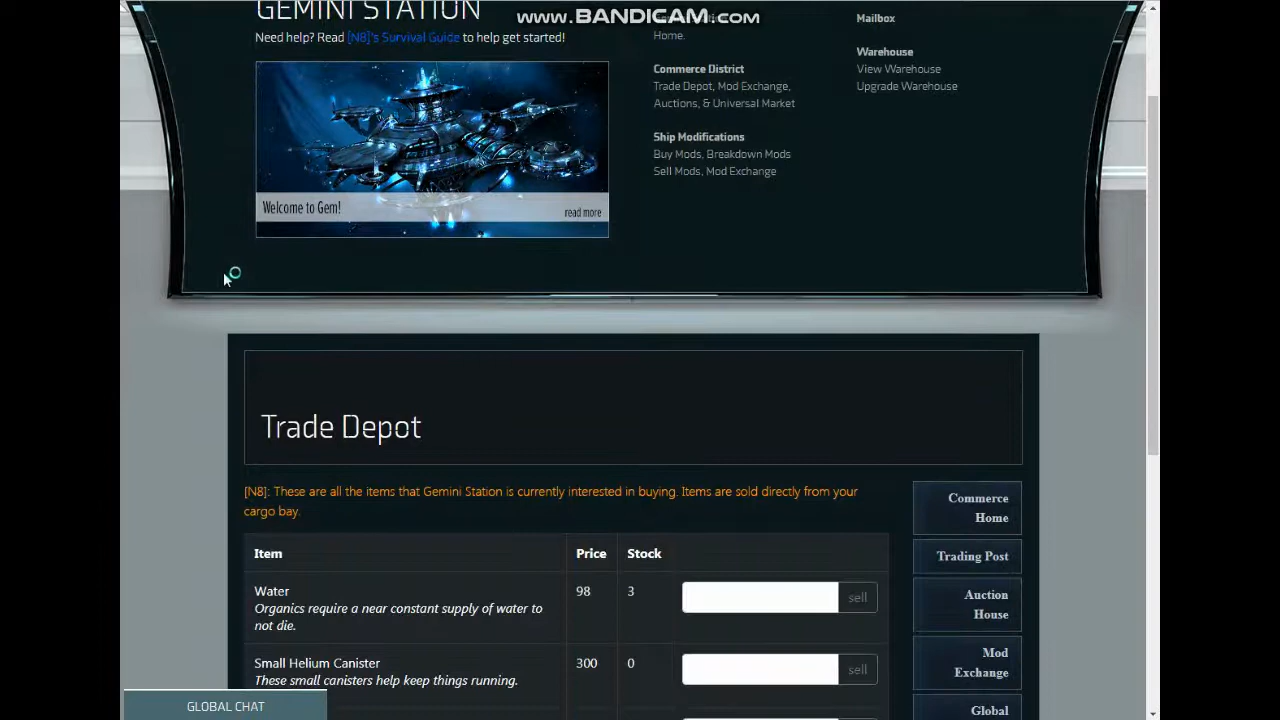 www.BANDICAM.com
GEMINI STATION
Need help? Read [N8]'s Survival Guide to help get started!
Welcome to Gem!
read more
Home.
Commerce District
Trade Depot, Mod Exchange,
Auctions, & Universal Market
Ship Modifications
Buy Mods, Breakdown Mods
Sell Mods, Mod Exchange
Mailbox
Warehouse
View Warehouse
Upgrade Warehouse
Trade Depot
[N8]: These are all the items that Gemini Station is currently interested in buying. Items are sold directly from your
cargo bay.
Item Price Stock
Water 98 3 sell
Organics require a near constant supply of water to
not die.
Small Helium Canister 300 0 sell
These small canisters help keep things running.
Commerce
Home
Trading Post
Auction
House
Mod
Exchange
Global
GLOBAL CHAT